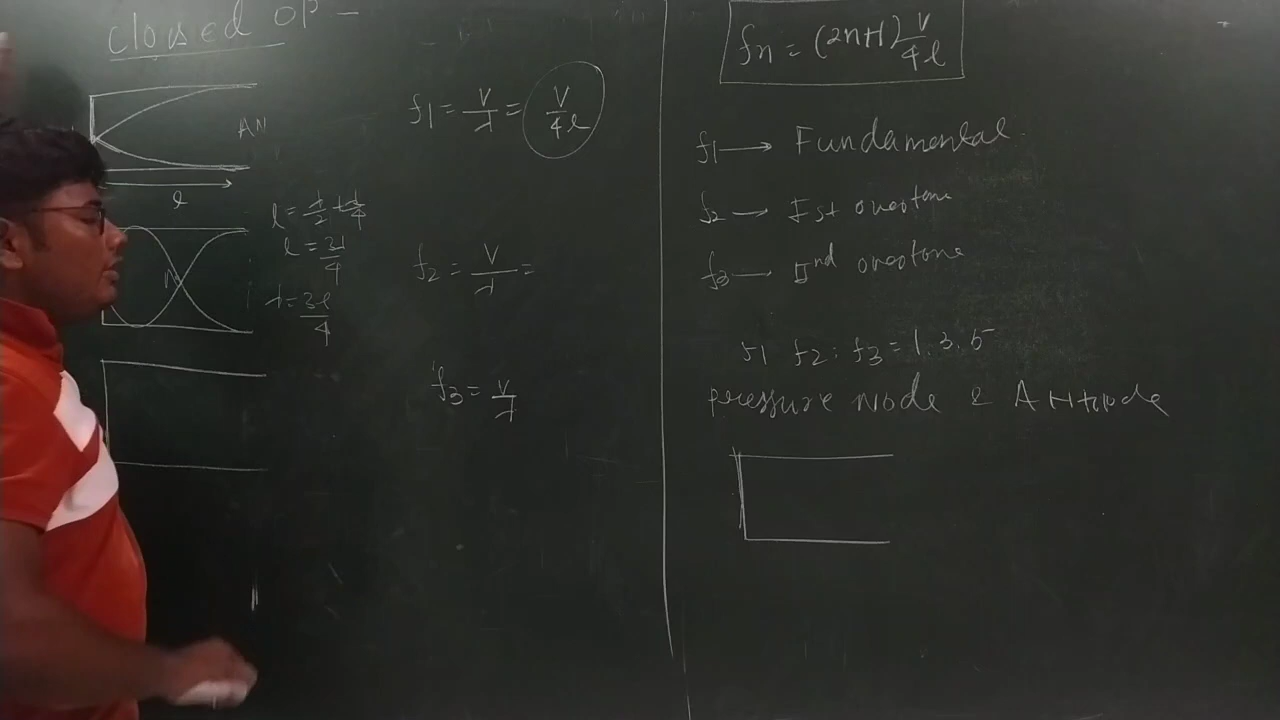 closed OP -
AN
l
l = λ/2 + λ/4
l = 3λ/4
N
λ = 3l/4
f1 = V/λ = V/4l
f2 = V/λ =
f3 = V/λ
fn = (2n+1) V/4l
f1 → Fundamental
f2 — Ist overtone
f3 — IInd overtone
f1 f2 : f3 = 1, 3, 5
pressure Node & Antinode